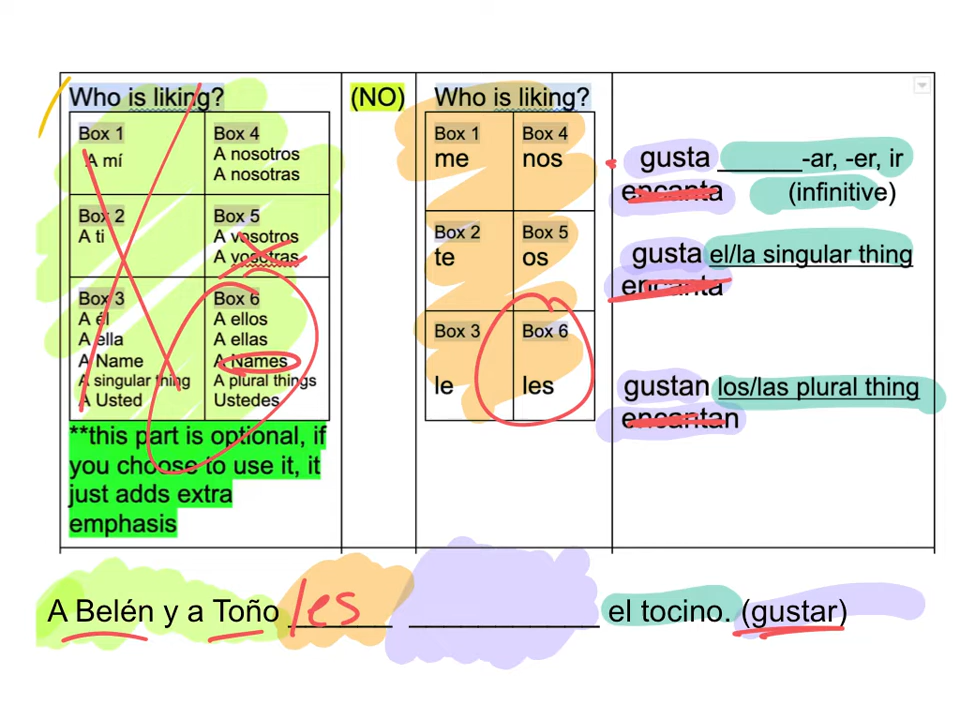 Who is liking?
Box 1
A mí
Box 4
A nosotros
A nosotras
Box 2
A ti
Box 5
A vosotros
A vosotras
Box 3
A él
A ella
A Name
A singular thing
A Usted
Box 6
A ellos
A ellas
A Names
A plural things
Ustedes
**this part is optional, if
you choose to use it, it
just adds extra
emphasis
(NO)
Who is liking?
Box 1
me
Box 4
nos
Box 2
te
Box 5
os
Box 3
le
Box 6
les
gusta ______-ar, -er, ir
encanta (infinitive)
gusta el/la singular thing
encanta
gustan los/las plural thing
encantan
A Belén y a Toño les ____________ el tocino. (gustar)